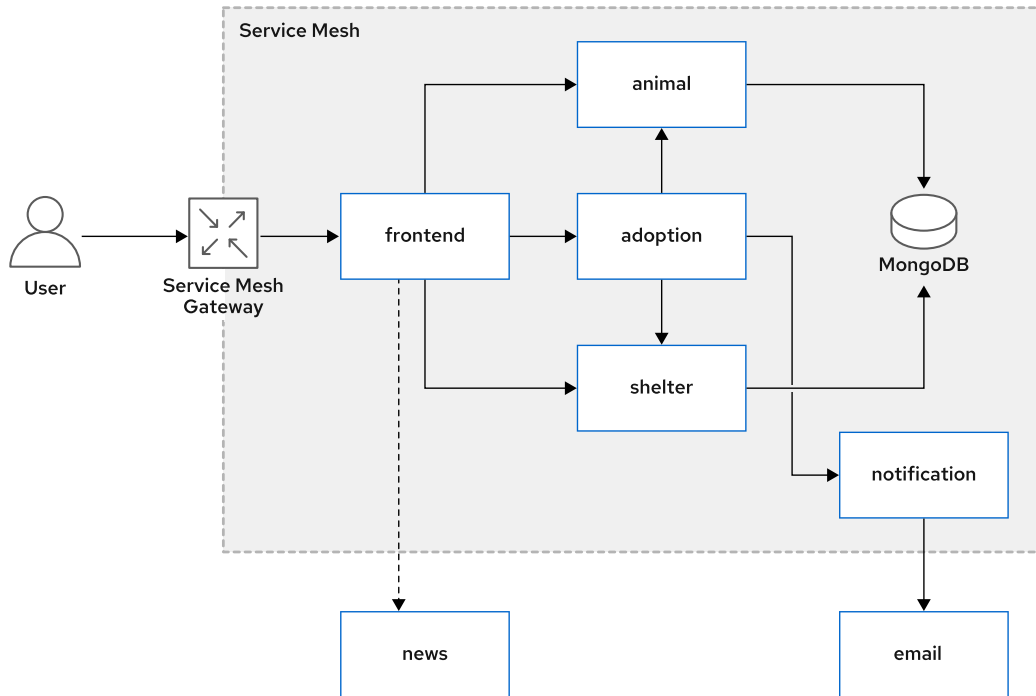 Service Mesh
animal
frontend
adoption
MongoDB
User
Service Mesh
Gateway
shelter
notification
news
email